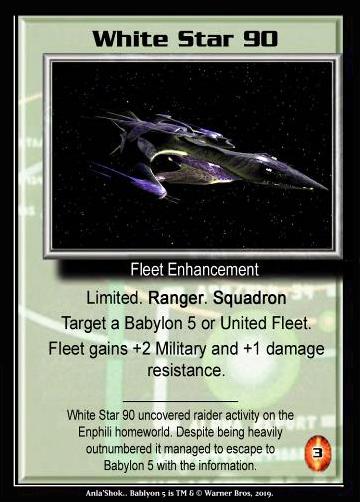 White Star 90
Fleet Enhancement
Limited. Ranger. Squadron
Target a Babylon 5 or United Fleet.
Fleet gains +2 Military and +1 damage
resistance.
White Star 90 uncovered raider activity on the
Enphili homeworld. Despite being heavily
outnumbered it managed to escape to
Babylon 5 with the information.
3
Anla'Shok.. Bablyon 5 is TM & © Warner Bros, 2019.